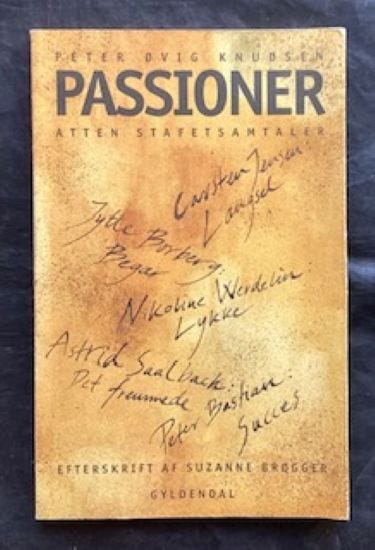 PETER ØVIG KNUDSEN
PASSIONER
ATTEN STAFETSAMTALER
Carsten Jensen
Længsel
Jytte Borberg:
Begær
Nikoline Werdelin:
Lykke
Astrid Saalbach:
Det fremmede
Peter Bastian:
Succes
EFTERSKRIFT AF SUZANNE BRØGGER
GYLDENDAL